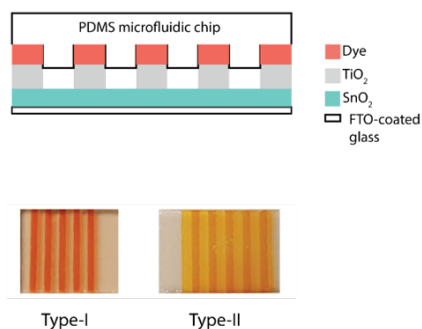 PDMS microfluidic chip
Dye
TiO₂
SnO₂
FTO-coated
glass
Type-I
Type-II